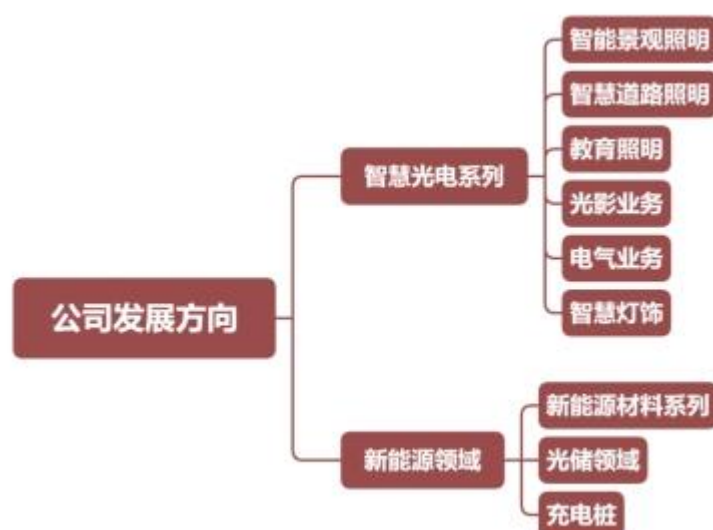 公司发展方向
智慧光电系列
智能景观照明
智慧道路照明
教育照明
光影业务
电气业务
智慧灯饰
新能源领域
新能源材料系列
光储领域
充电桩